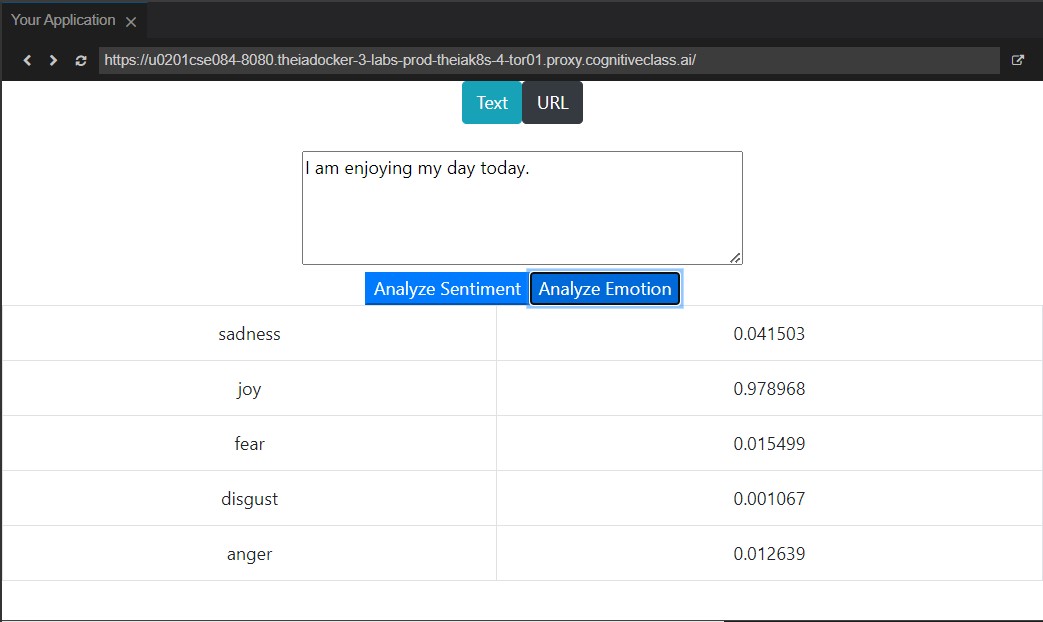 Your Application
https://u0201cse084-8080.theiadocker-3-labs-prod-theiak8s-4-tor01.proxy.cognitiveclass.ai/
Text URL
I am enjoying my day today.
Analyze Sentiment Analyze Emotion
sadness 0.041503
joy 0.978968
fear 0.015499
disgust 0.001067
anger 0.012639